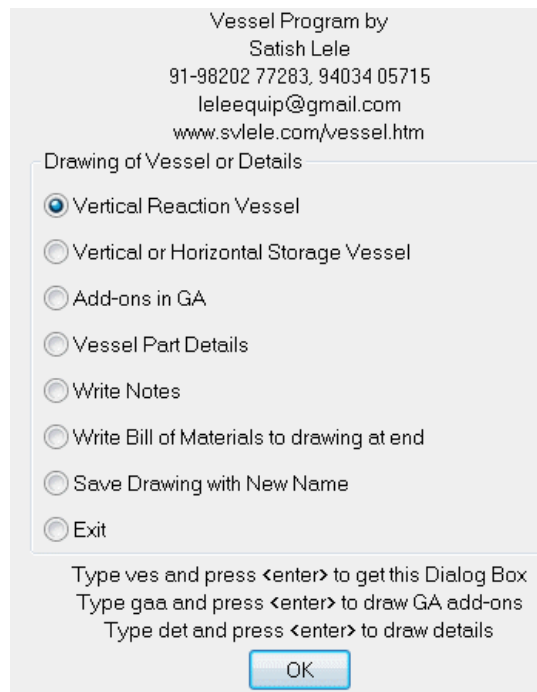 Vessel Program by
Satish Lele
91-98202 77283, 94034 05715
leleequip@gmail.com
www.svlele.com/vessel.htm
Drawing of Vessel or Details
Vertical Reaction Vessel
Vertical or Horizontal Storage Vessel
Add-ons in GA
Vessel Part Details
Write Notes
Write Bill of Materials to drawing at end
Save Drawing with New Name
Exit
Type ves and press <enter> to get this Dialog Box
Type gaa and press <enter> to draw GA add-ons
Type det and press <enter> to draw details
OK